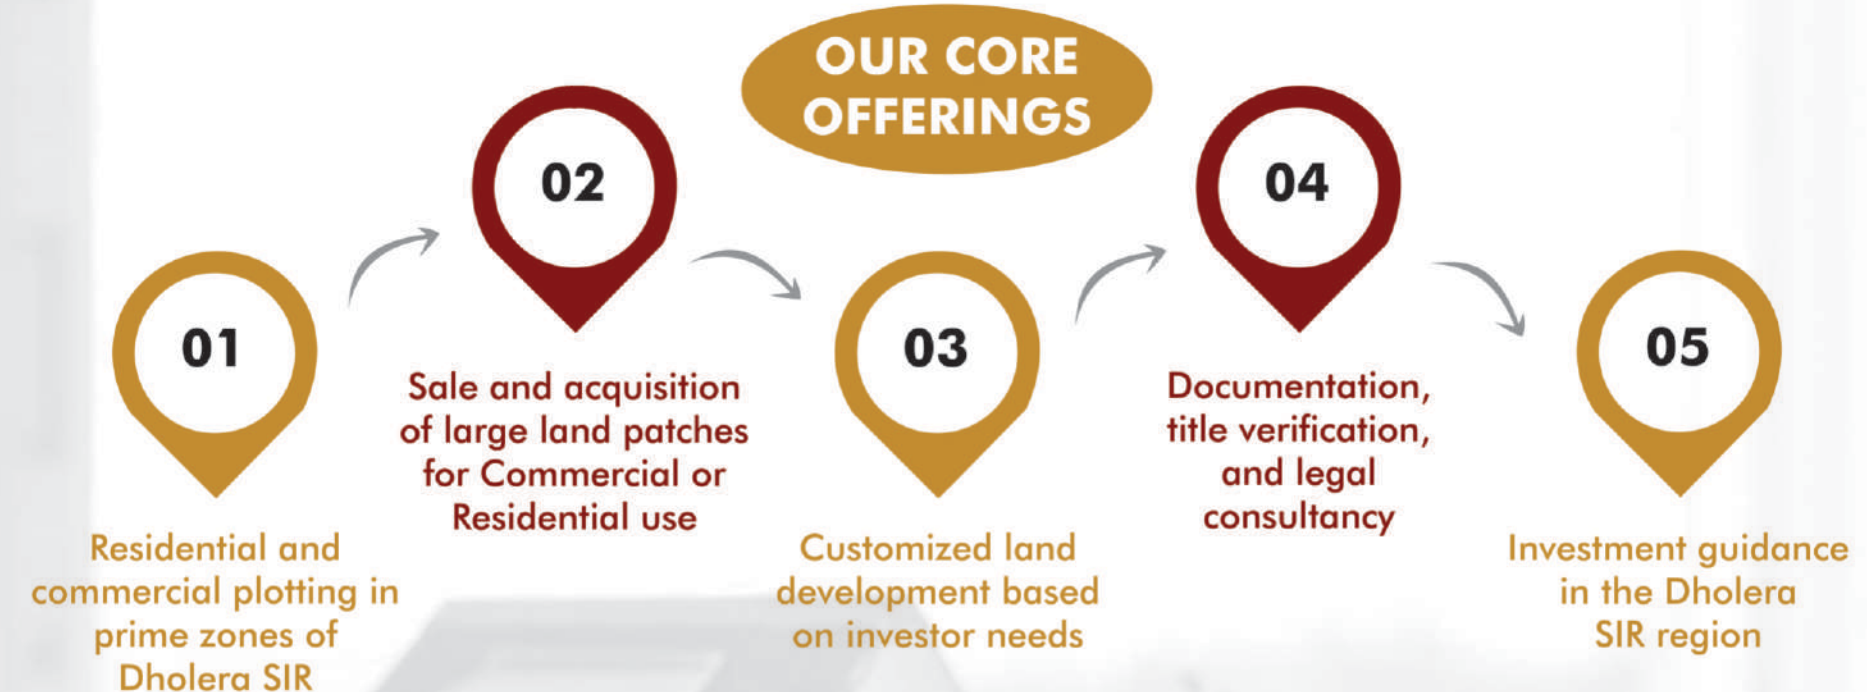 OUR CORE
OFFERINGS
01
Residential and
commercial plotting in
prime zones of
Dholera SIR
02
Sale and acquisition
of large land patches
for Commercial or
Residential use
03
Customized land
development based
on investor needs
04
Documentation,
title verification,
and legal
consultancy
05
Investment guidance
in the Dholera
SIR region